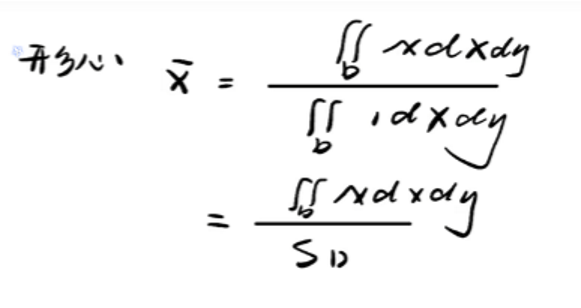 形心 x̄ = ∬_D x dx dy / ∬_D 1 dx dy
= ∬_D x dx dy / S_D